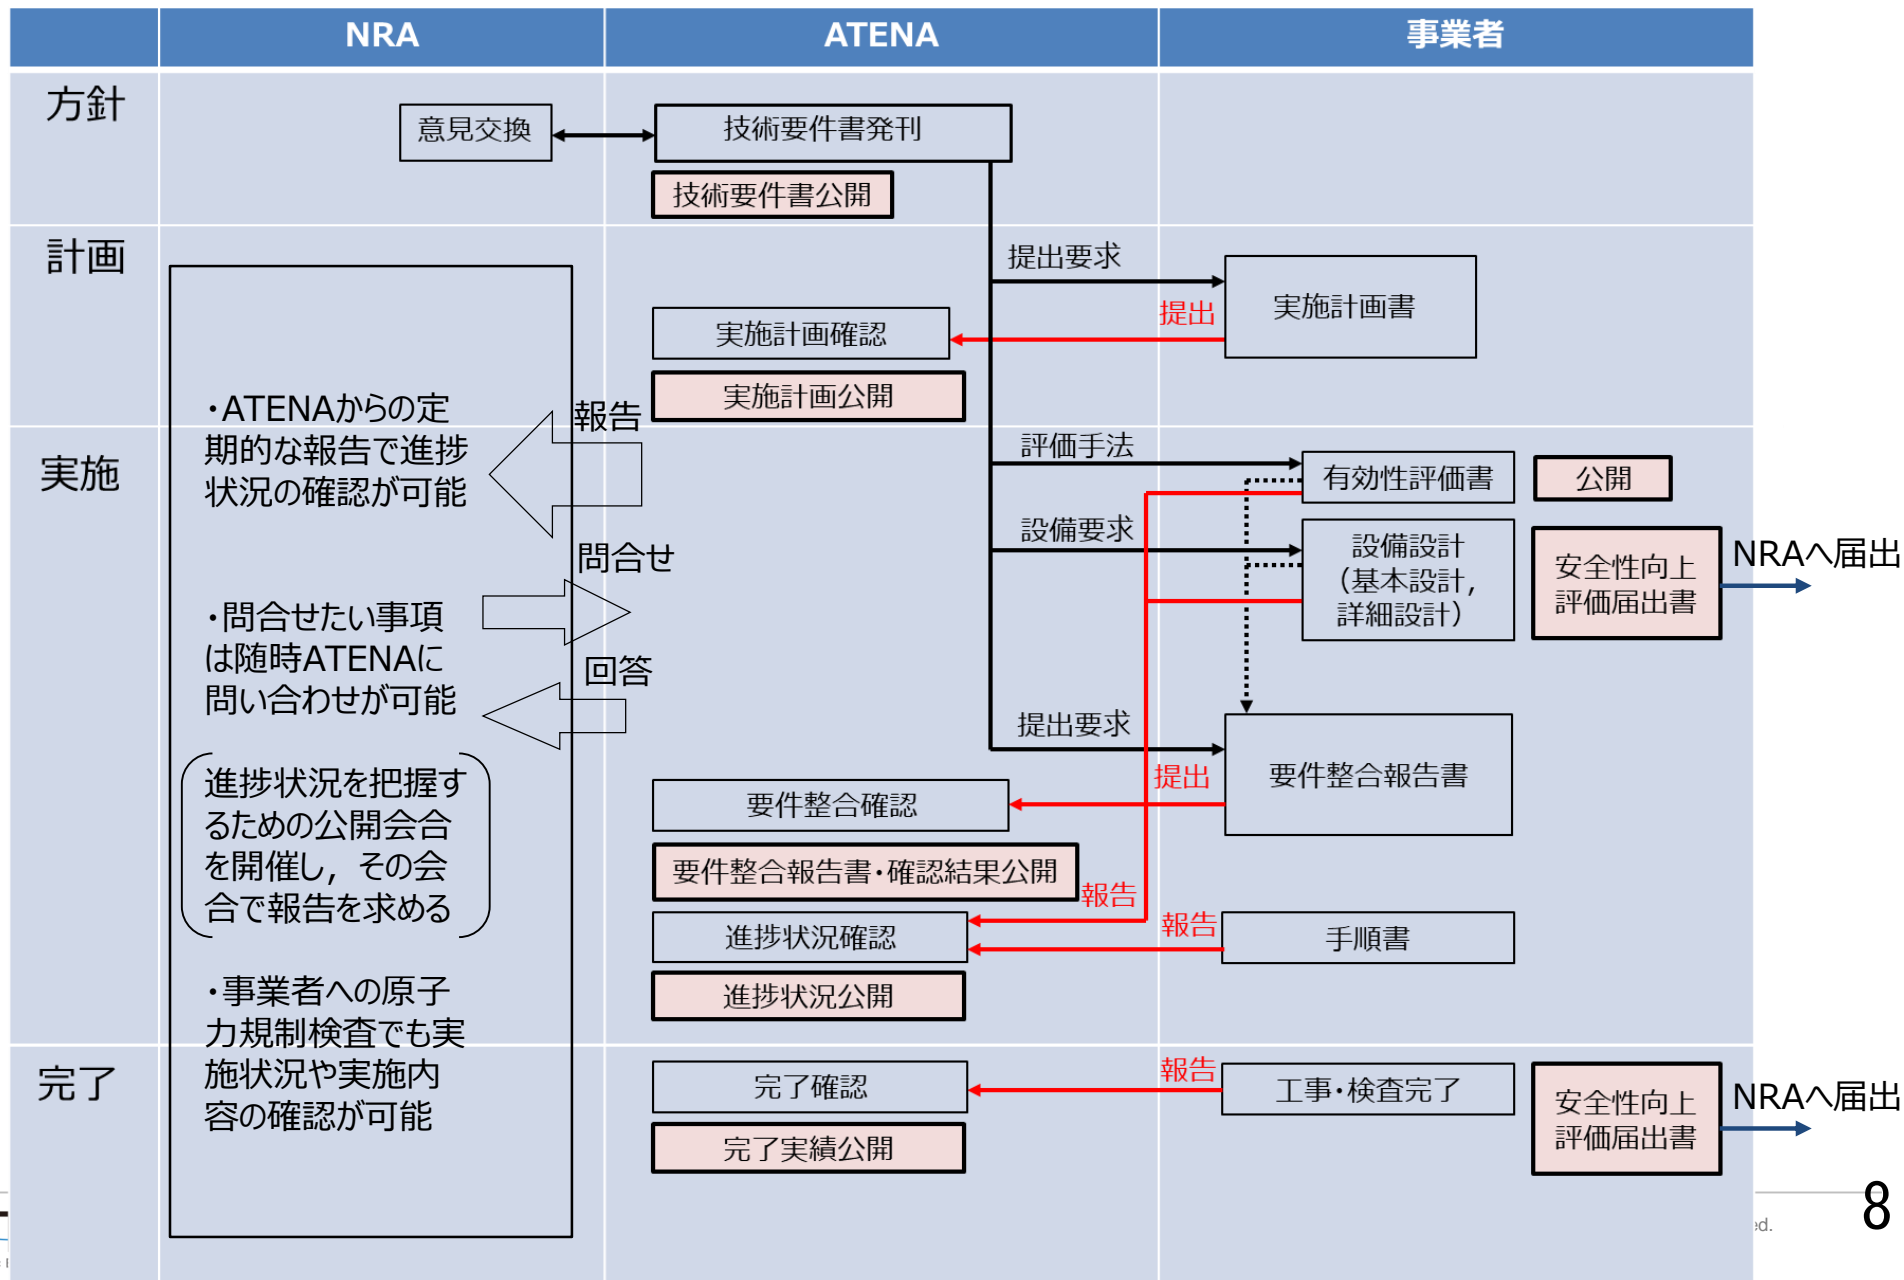 NRA
ATENA
事業者
方針
意見交換
技術要件書発刊
技術要件書公開
計画
提出要求
実施計画書
提出
実施計画確認
実施計画公開
実施
・ATENAからの定
期的な報告で進捗
状況の確認が可能
報告
問合せ
・問合せたい事項
は随時ATENAに
問い合わせが可能
回答
進捗状況を把握す
るための公開会合
を開催し，その会
合で報告を求める
・事業者への原子
力規制検査でも実
施状況や実施内
容の確認が可能
評価手法
有効性評価書
公開
設備要求
設備設計
（基本設計，
詳細設計）
安全性向上
評価届出書
NRAへ届出
提出要求
要件整合報告書
提出
要件整合確認
要件整合報告書・確認結果公開
報告
進捗状況確認
報告
手順書
進捗状況公開
完了
完了確認
報告
工事・検査完了
安全性向上
評価届出書
NRAへ届出
完了実績公開
ed.
8